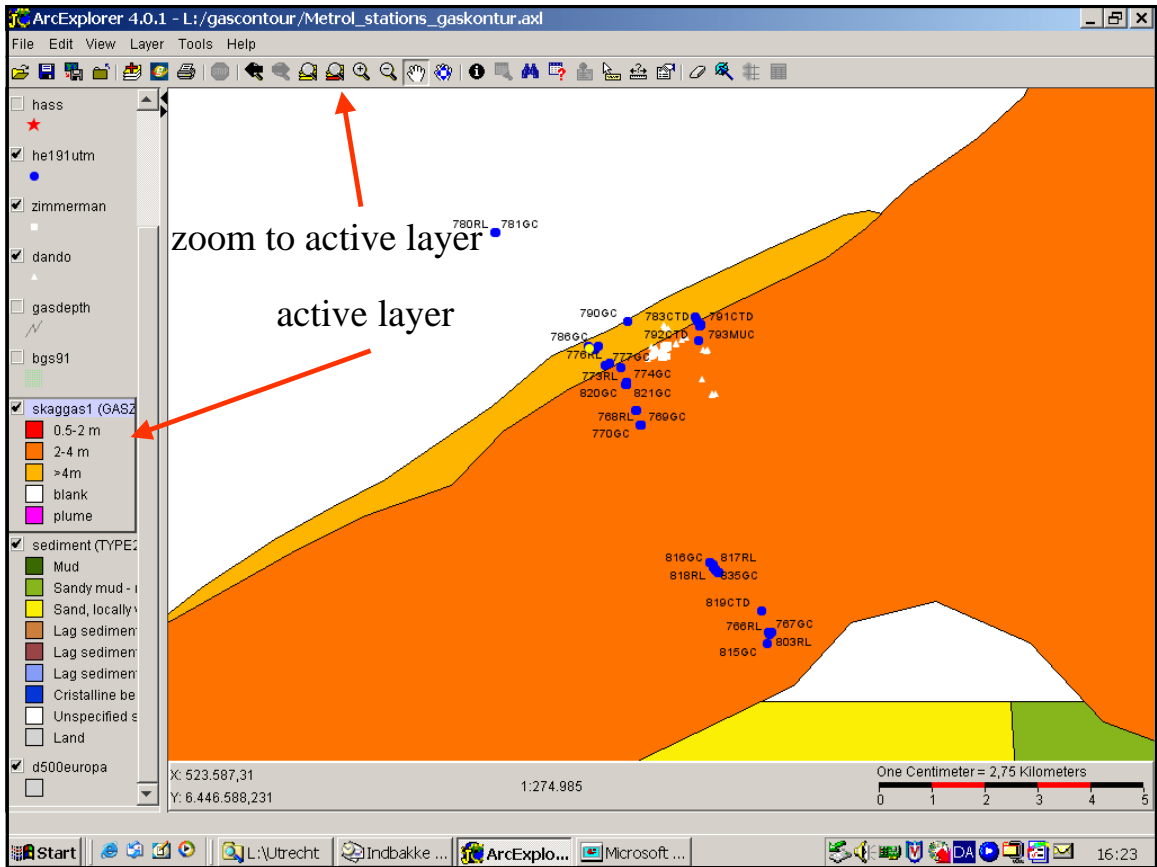 ArcExplorer 4.0.1 - L:/gascontour/Metrol_stations_gaskontur.axl
File Edit View Layer Tools Help
hass
he191utm
zimmerman
dando
gasdepth
bgs91
skaggas1 (GASZ
0.5-2 m
2-4 m
>4m
blank
plume
sediment (TYPE2
Mud
Sandy mud - 
Sand, locally
Lag sediment
Lag sediment
Lag sediment
Cristalline be
Unspecified s
Land
d500europa
zoom to active layer
active layer
780RL 781GC
790GC 783CTD 791CTD
786GC 792CTD 793MUC
776RL 777GC
773RL 774GC
820GC 821GC
768RL 769GC
770GC
816GC 817RL
818RL 835GC
819CTD
766RL 767GC
803RL
815GC
X: 523.587,31
Y: 6.446.588,231
1:274.985
One Centimeter = 2,75 Kilometers
0 1 2 3 4 5
Start L:\Utrecht Indbakke ... ArcExplo... Microsoft ... DA 16:23